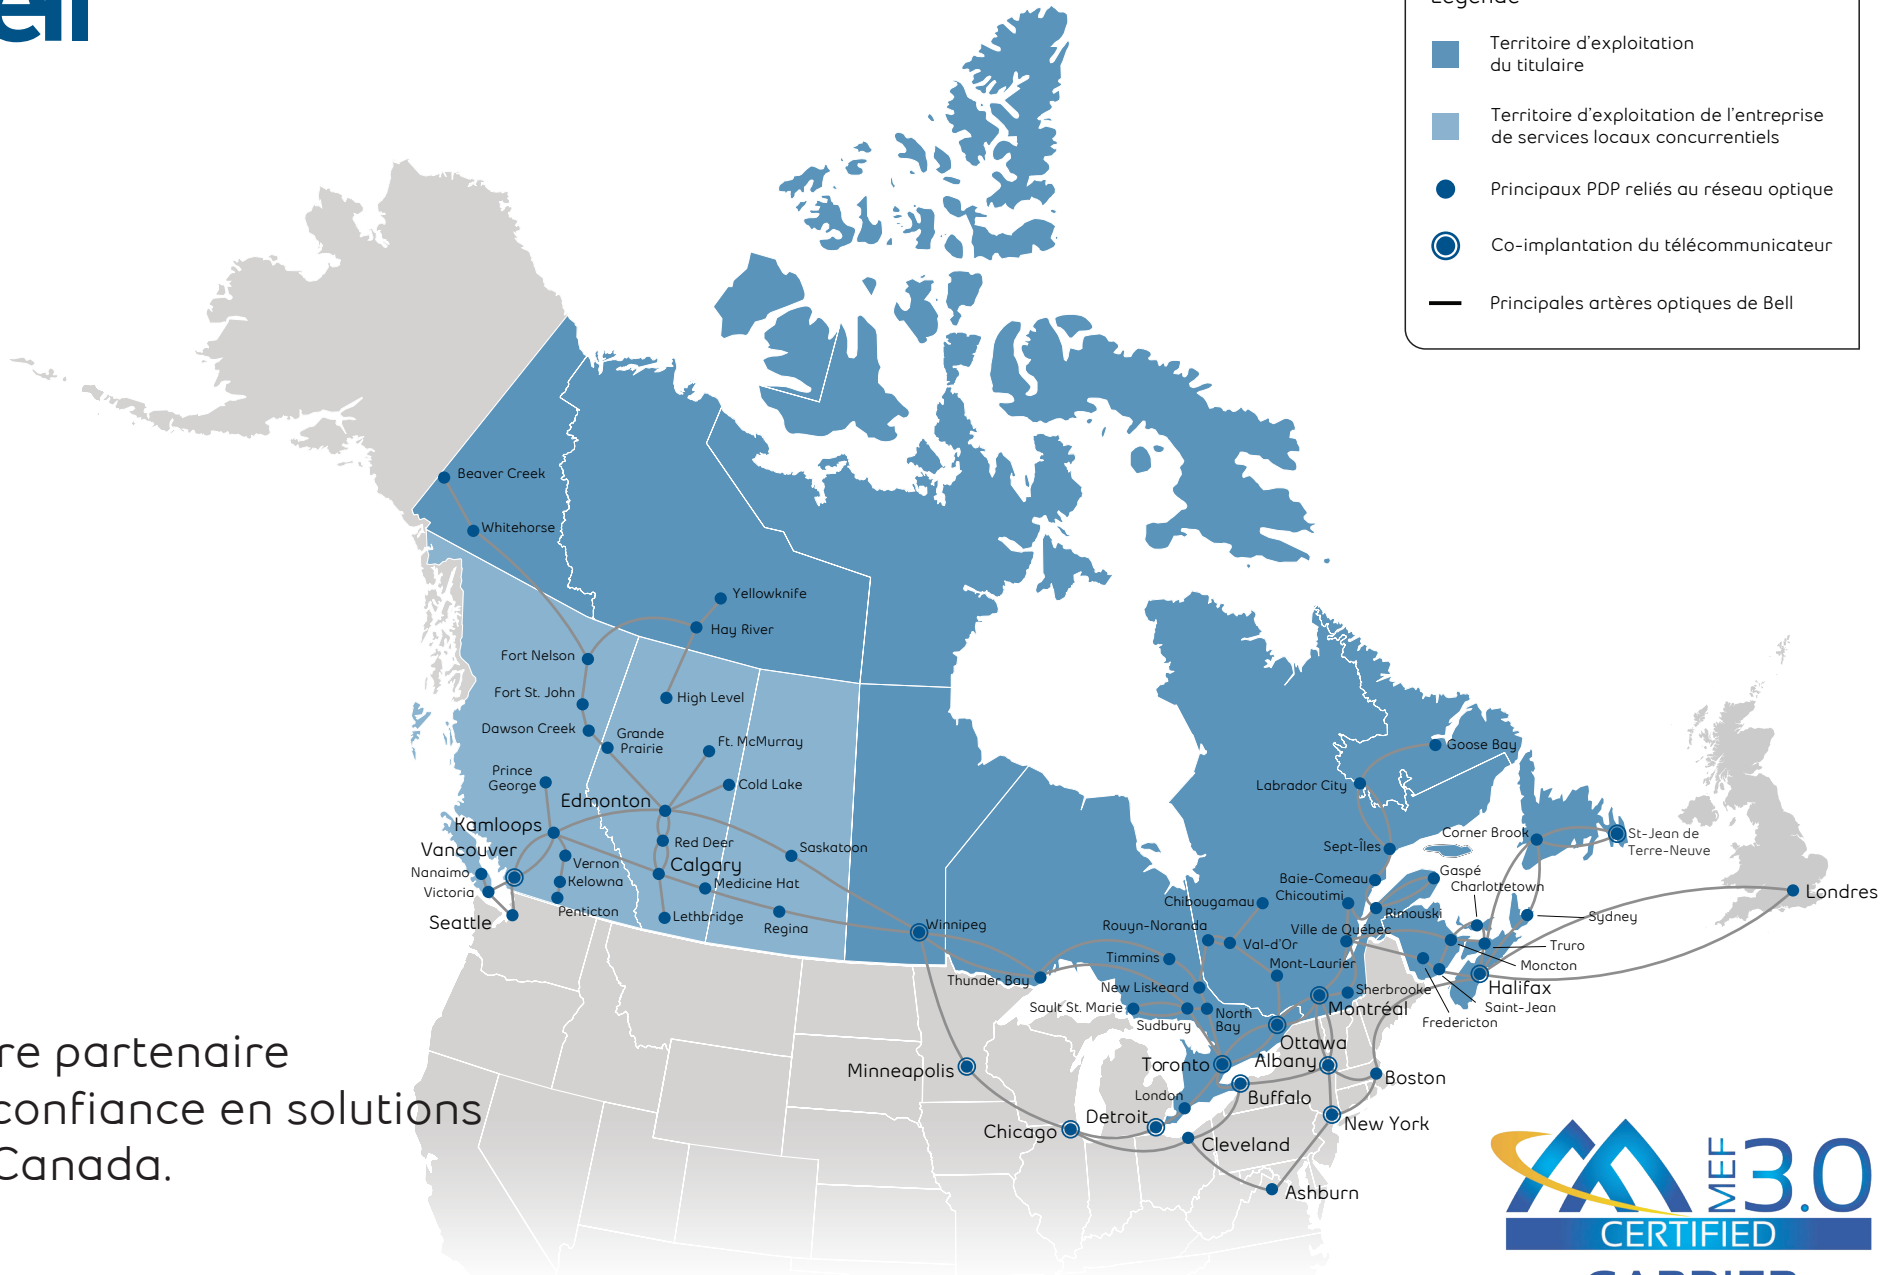 ell
Légende
Territoire d'exploitation
du titulaire
Territoire d'exploitation de l'entreprise
de services locaux concurrentiels
Principaux PDP reliés au réseau optique
Co-implantation du télécommunicateur
Principales artères optiques de Bell
Beaver Creek
Whitehorse
Yellowknife
Hay River
Fort Nelson
High Level
Fort St. John
Dawson Creek
Grande
Prairie
Ft. McMurray
Prince
George
Cold Lake
Edmonton
Kamloops
Vancouver
Red Deer
Calgary
Saskatoon
Nanaimo
Vernon
Victoria
Kelowna
Medicine Hat
Seattle
Penticton
Lethbridge
Regina
Winnipeg
Goose Bay
Labrador City
Corner Brook
St-Jean de
Terre-Neuve
Sept-Îles
Gaspé
Baie-Comeau
Charlottetown
Chicoutimi
Chibougamau
Rimouski
Sydney
Londres
Rouyn-Noranda
Ville de Québec
Val-d'Or
Truro
Timmins
Mont-Laurier
Moncton
Thunder Bay
New Liskeard
Sherbrooke
Halifax
Sault St. Marie
North
Bay
Montréal
Saint-Jean
Sudbury
Fredericton
Ottawa
Toronto
Albany
Minneapolis
Boston
London
Buffalo
Detroit
Chicago
New York
Cleveland
Ashburn
re partenaire
confiance en solutions
Canada.
MEF 3.0
CERTIFIED
CARRIER